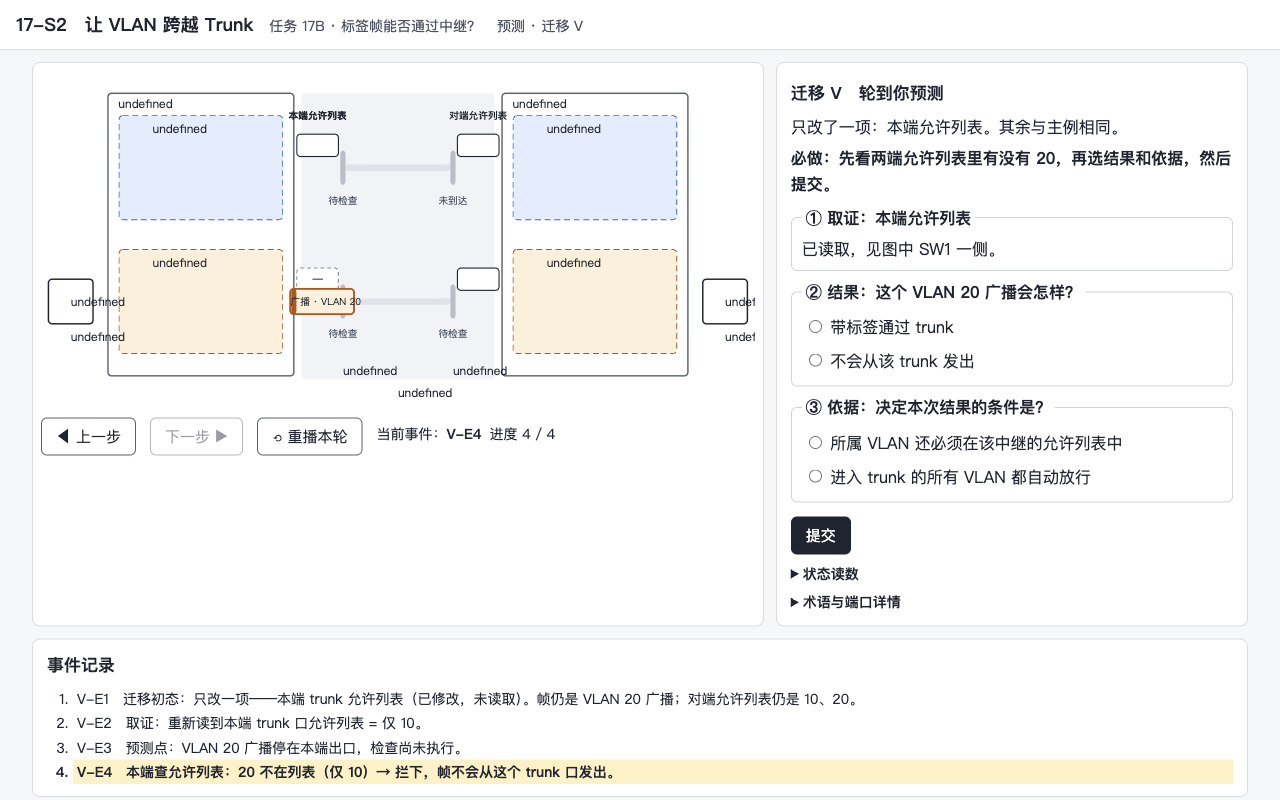 17–S2 让 VLAN 跨越 Trunk 任务 17B · 标签帧能否通过中继? 预测 · 迁移 V
undefined
undefined
本端允许列表
对端允许列表
undefined
undefined
待检查
未到达
undefined
undefined
—
广播 · VLAN 20
undefined
undefined
undef
undef
待检查
待检查
undefined
undefined
undefined
◀ 上一步
下一步 ▶
⟲ 重播本轮
当前事件：V–E4 进度 4 / 4
迁移 V 轮到你预测
只改了一项：本端允许列表。其余与主例相同。
必做：先看两端允许列表里有没有 20，再选结果和依据，然后
提交。
① 取证：本端允许列表
已读取，见图中 SW1 一侧。
② 结果：这个 VLAN 20 广播会怎样?
带标签通过 trunk
不会从该 trunk 发出
③ 依据：决定本次结果的条件是?
所属 VLAN 还必须在该中继的允许列表中
进入 trunk 的所有 VLAN 都自动放行
提交
▶ 状态读数
▶ 术语与端口详情
事件记录
1. V–E1 迁移初态：只改一项——本端 trunk 允许列表（已修改，未读取）。帧仍是 VLAN 20 广播；对端允许列表仍是 10、20。
2. V–E2 取证：重新读到本端 trunk 口允许列表 = 仅 10。
3. V–E3 预测点：VLAN 20 广播停在本端出口，检查尚未执行。
4. V–E4 本端查允许列表：20 不在列表（仅 10）→ 拦下，帧不会从这个 trunk 口发出。